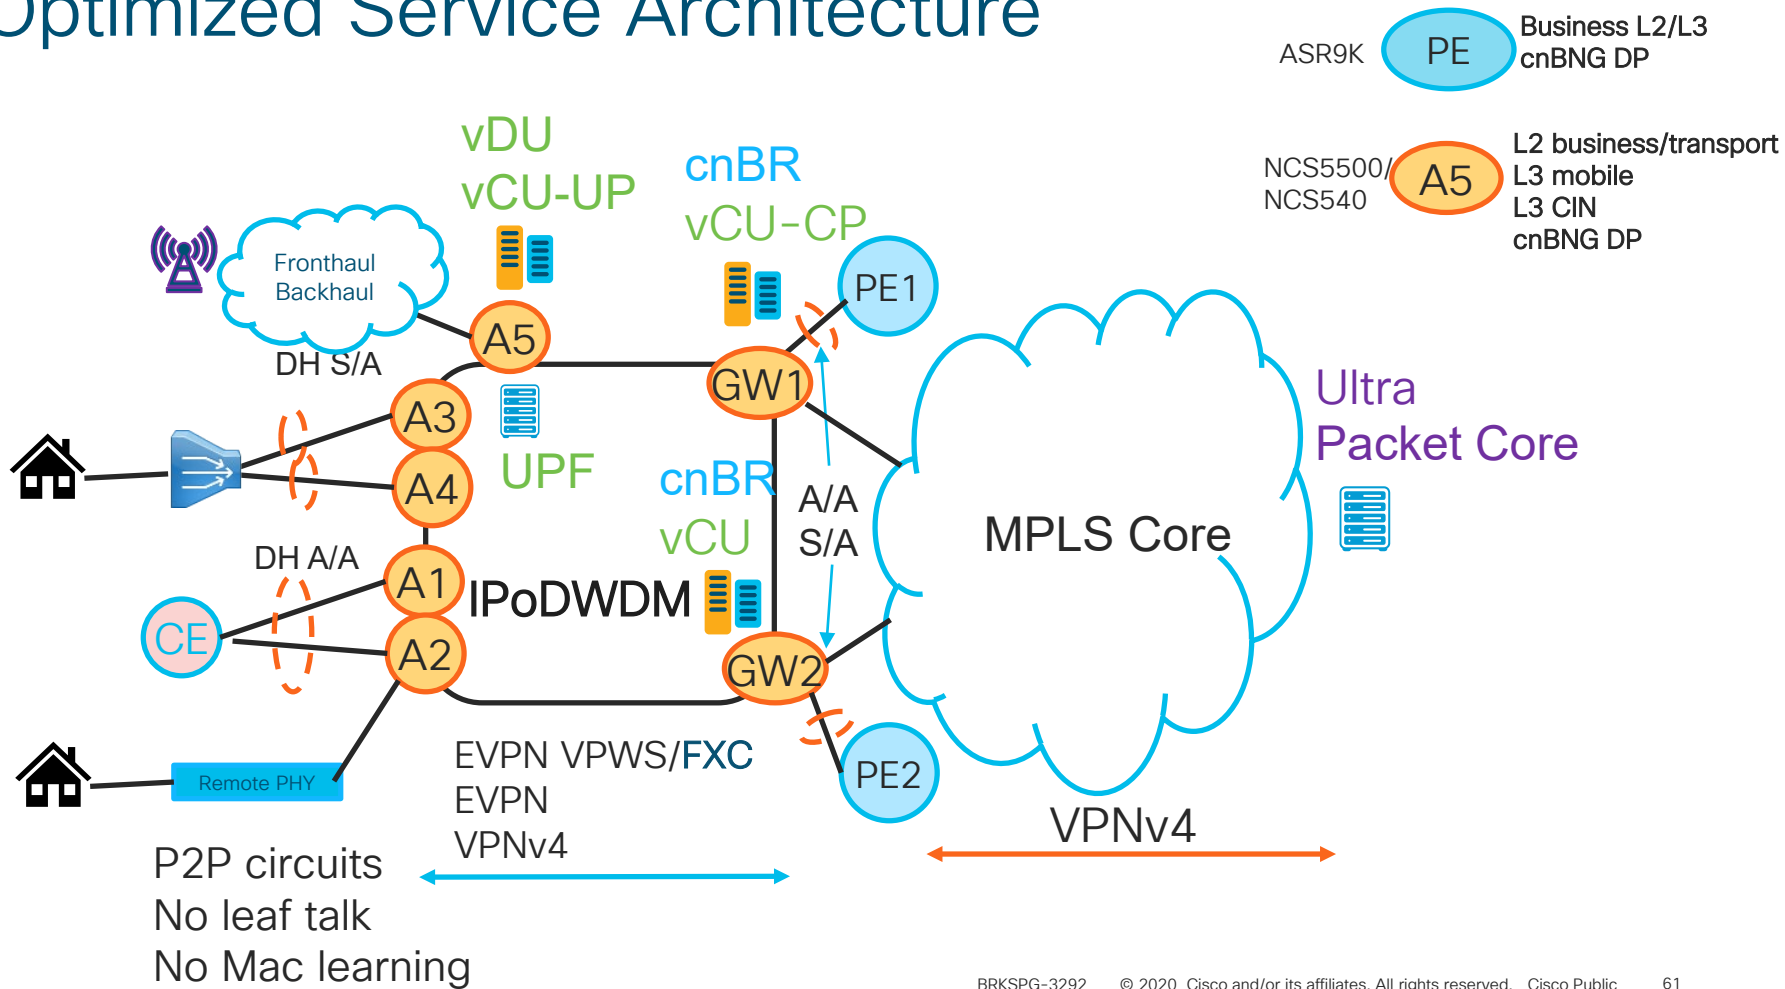 Optimized Service Architecture
ASR9K
PE
Business L2/L3
cnBNG DP
NCS5500/
NCS540
A5
L2 business/transport
L3 mobile
L3 CIN
cnBNG DP
vDU
vCU-UP
cnBR
vCU-CP
Fronthaul
Backhaul
PE1
A5
DH S/A
GW1
A3
UPF
A4
cnBR
vCU
A/A
S/A
MPLS Core
Ultra
Packet Core
DH A/A
A1
IPoDWDM
CE
A2
GW2
Remote PHY
EVPN VPWS/FXC
EVPN
VPNv4
PE2
VPNv4
P2P circuits
No leaf talk
No Mac learning
BRKSPG-3292 © 2020 Cisco and/or its affiliates. All rights reserved. Cisco Public 61